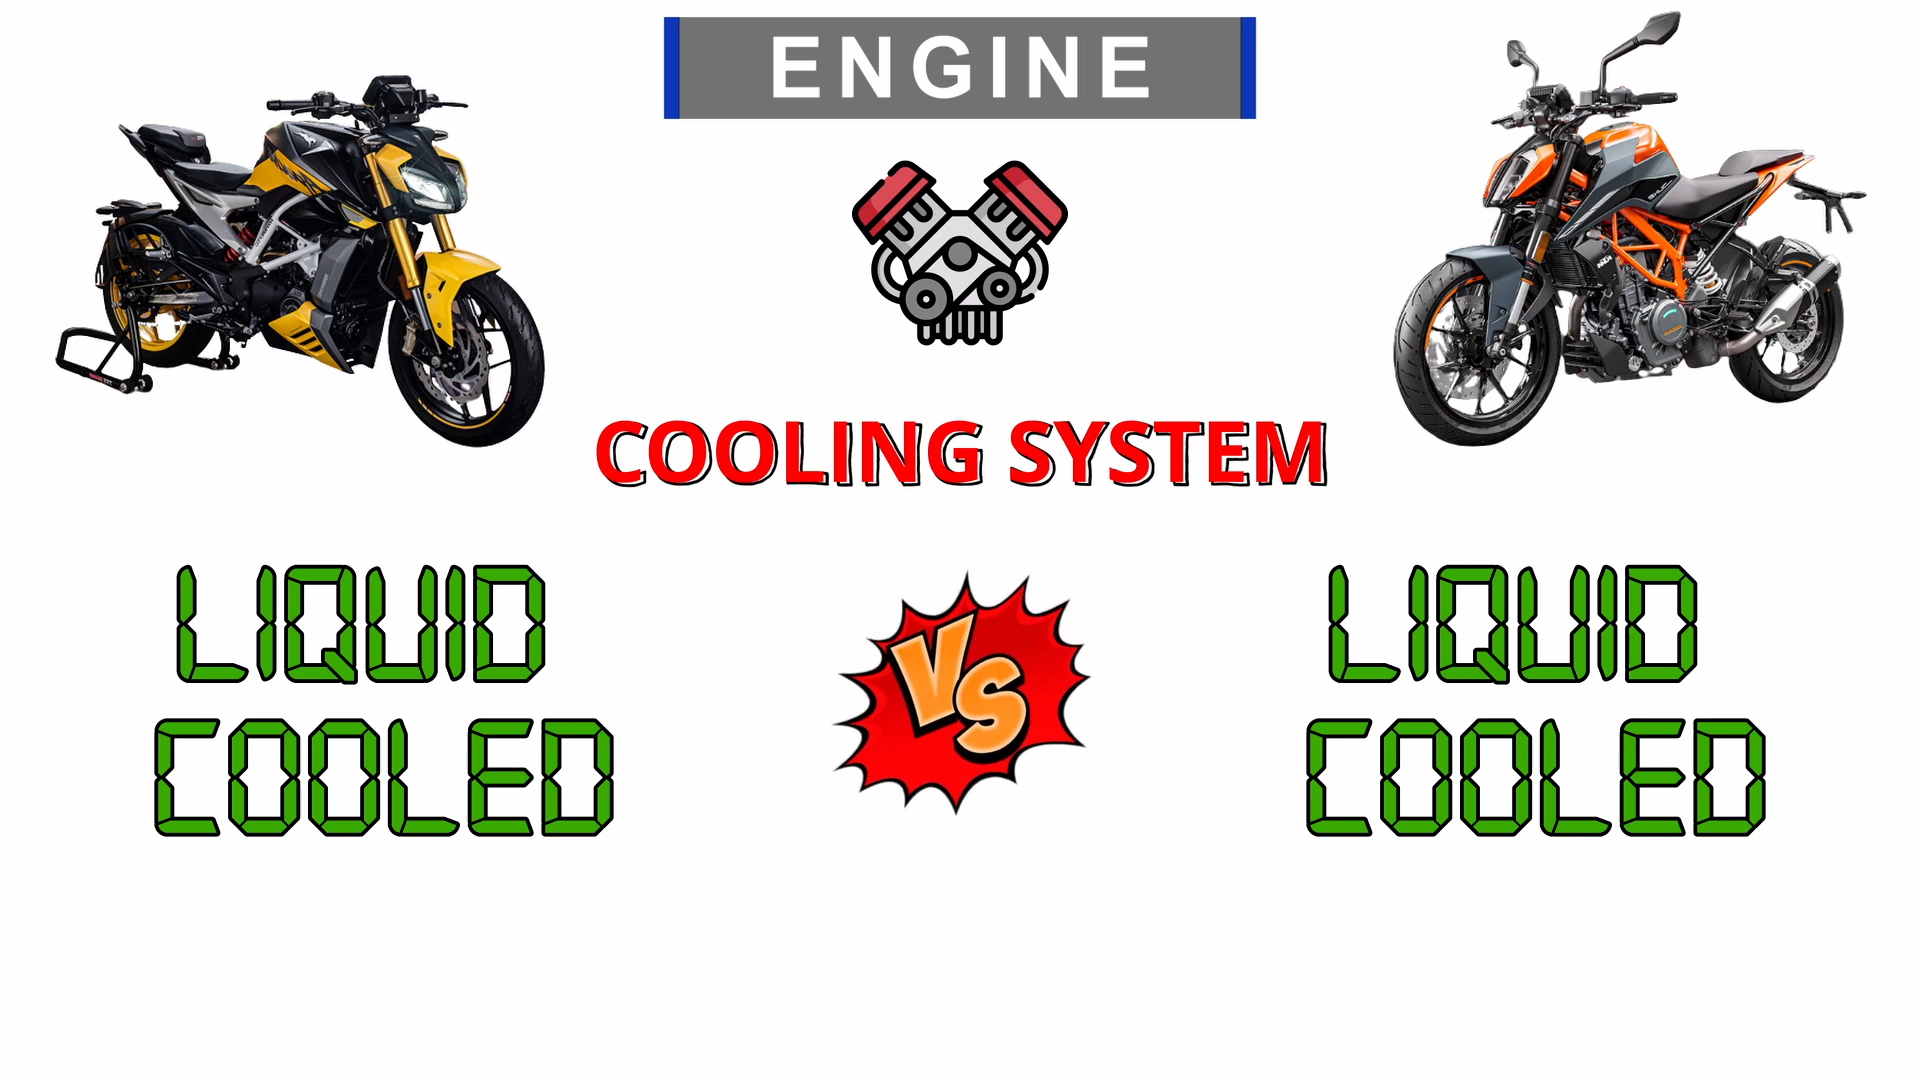 ENGINE
COOLING SYSTEM
LIQUID
COOLED
VS
LIQUID
COOLED